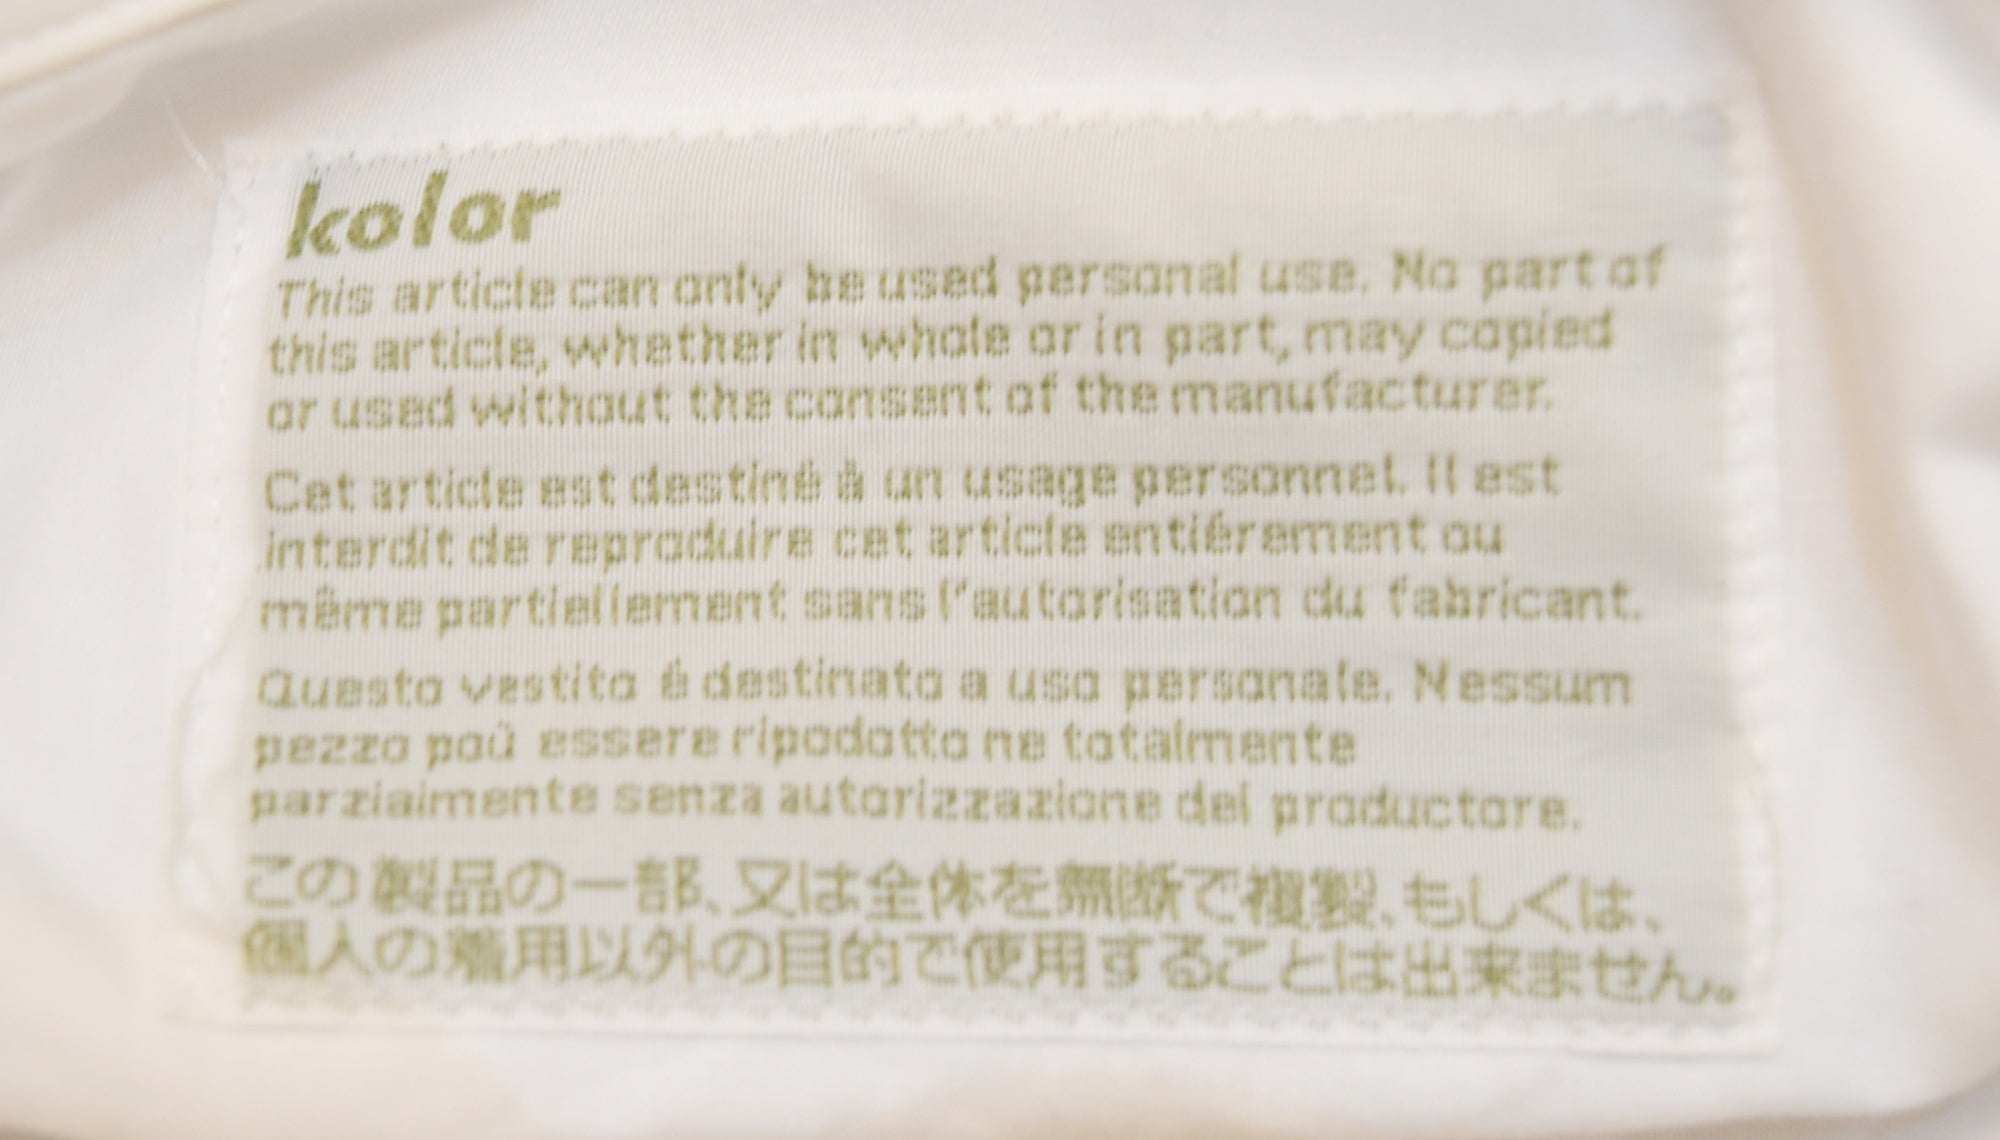 kolor
This article can only be used personal use. No part of
this article, whether in whole or in part, may copied
or used without the consent of the manufacturer.
Cet article est destiné à un usage personnel. Il est
interdit de reproduire cet article entiérement ou
même partiellement sans l'autorisation du fabricant.
Questo vestito é destinato a uso personale. Nessum
pezzo poù essere ripodotto ne totalmente
parzialmente senza autorizzazione del productore.
この製品の一部、又は全体を無断で複製、もしくは、
個人の着用以外の目的で使用することは出来ません。